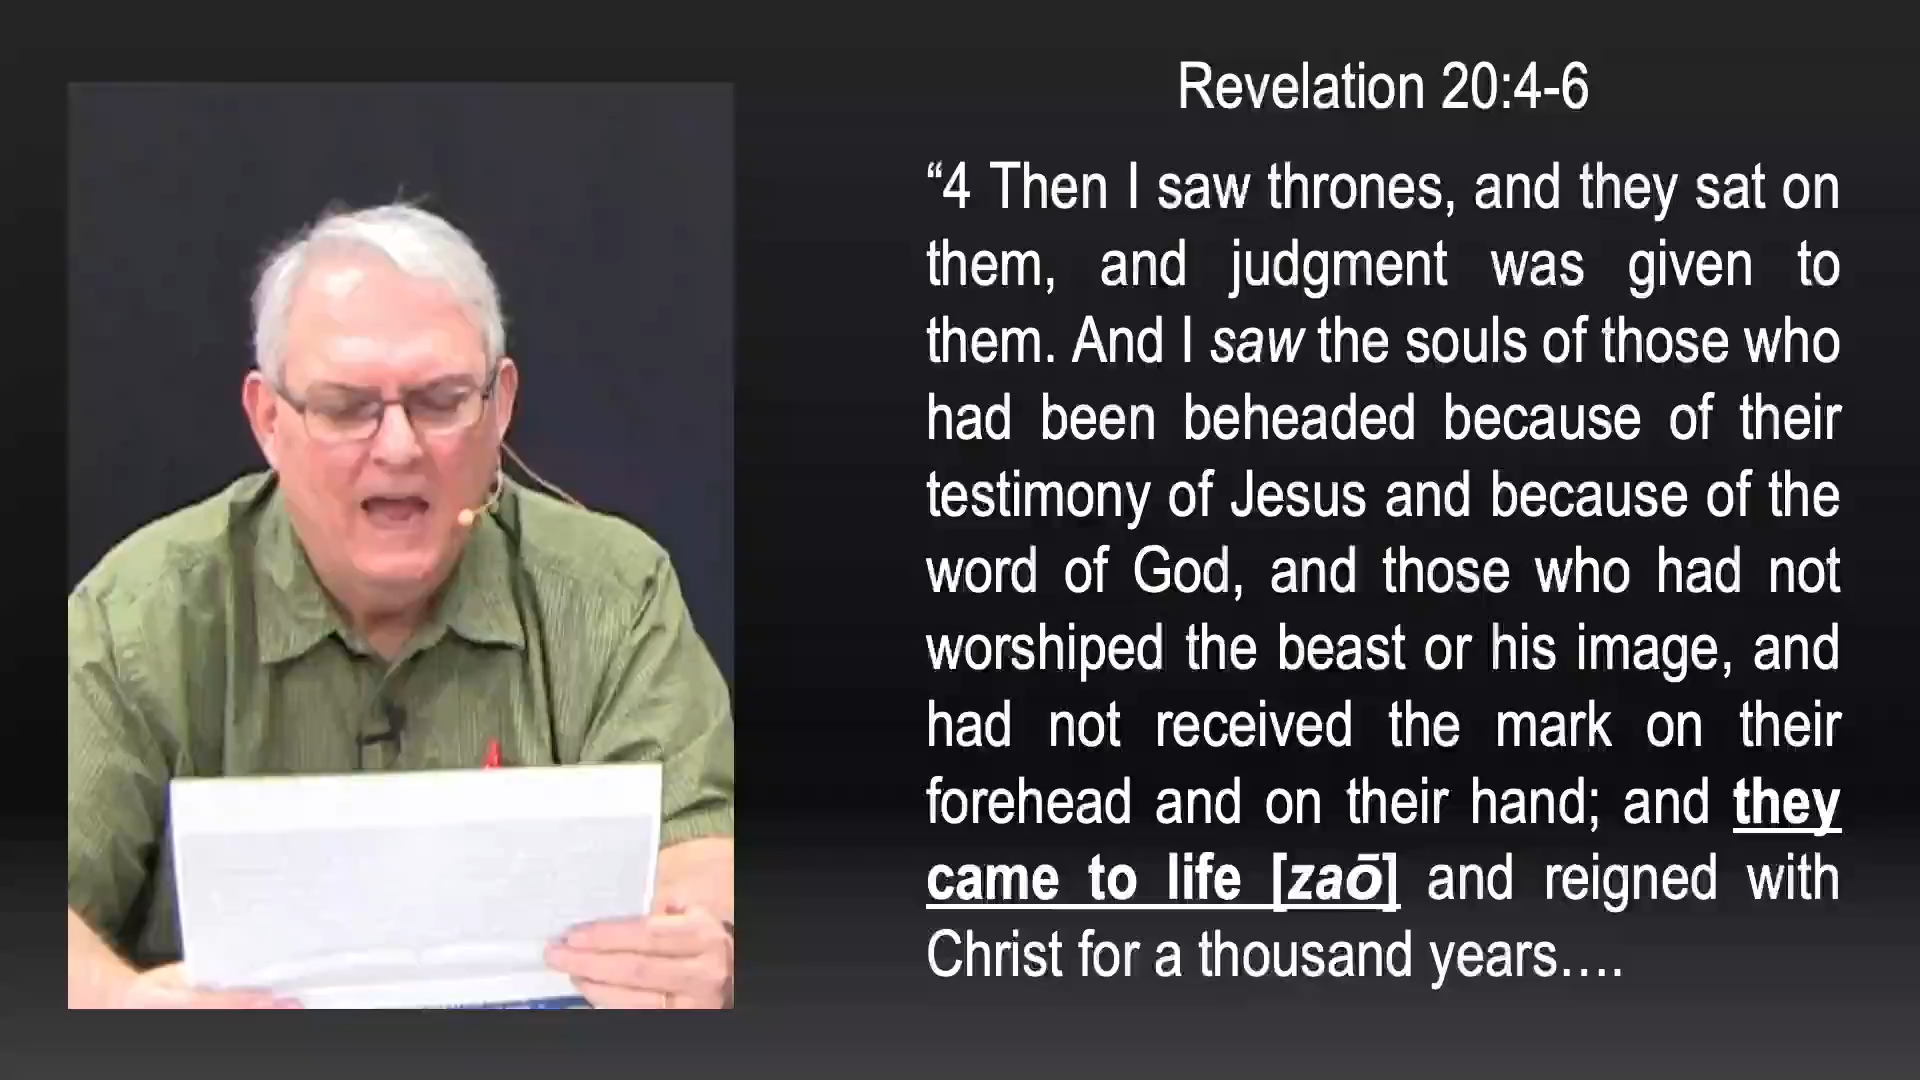 Revelation 20:4-6
“4 Then I saw thrones, and they sat on
them, and judgment was given to
them. And I saw the souls of those who
had been beheaded because of their
testimony of Jesus and because of the
word of God, and those who had not
worshiped the beast or his image, and
had not received the mark on their
forehead and on their hand; and they
came to life [zaō] and reigned with
Christ for a thousand years….